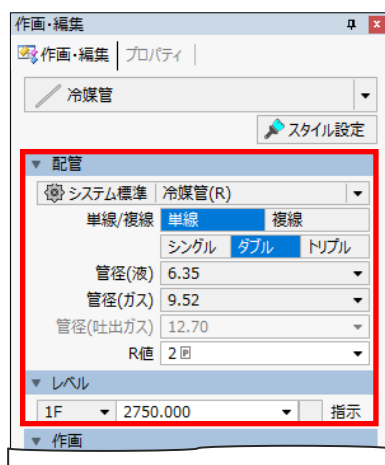 作画・編集
作画・編集 プロパティ
冷媒管
スタイル設定
配管
システム標準 冷媒管(R)
単線/複線 単線 複線
シングル ダブル トリプル
管径(液) 6.35
管径(ガス) 9.52
管径(吐出ガス) 12.70
R値 2 P
レベル
1F 2750.000 指示
作画